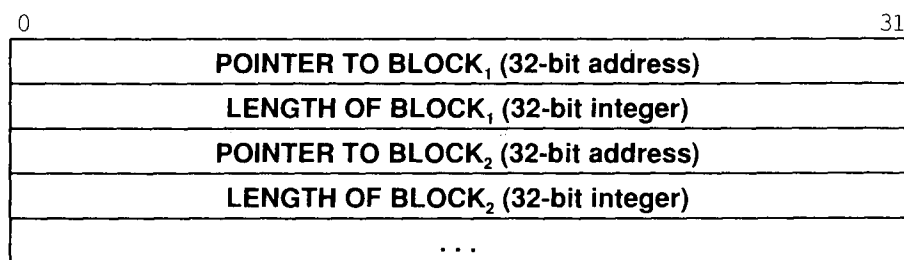 0 31
POINTER TO BLOCK₁ (32-bit address)
LENGTH OF BLOCK₁ (32-bit integer)
POINTER TO BLOCK₂ (32-bit address)
LENGTH OF BLOCK₂ (32-bit integer)
...